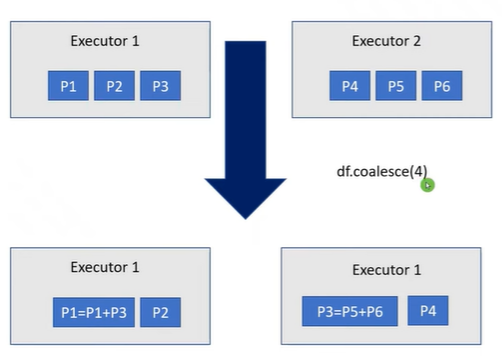 Executor 1
Executor 2
P1 P2 P3
P4 P5 P6
df.coalesce(4)
Executor 1
Executor 1
P1=P1+P3 P2
P3=P5+P6 P4